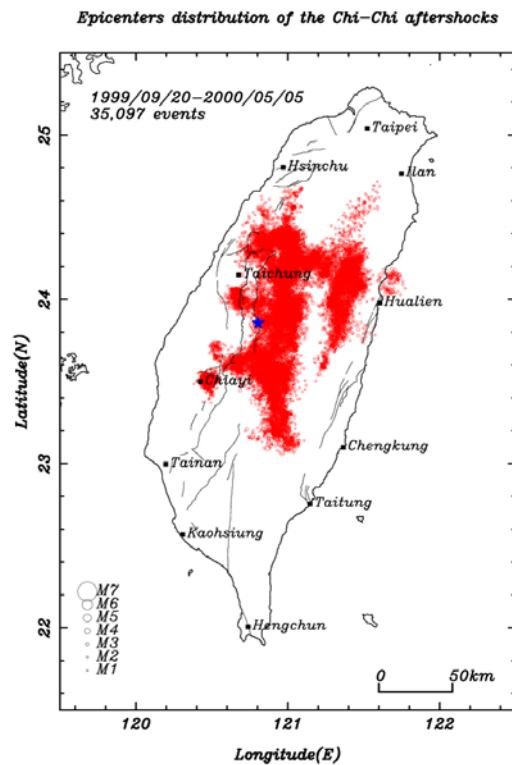 Epicenters distribution of the Chi-Chi aftershocks
1999/09/20-2000/05/05
35,097 events
25
Taipei
Hsinchu
Ilan
Taichung
24
Hualien
Chiayi
Latitude(N)
Chengkung
23
Tainan
Taitung
Kaohsiung
M7
M6
M5
M4
M3
M2
M1
22
Hengchun
0 50km
120 121 122
Longitude(E)